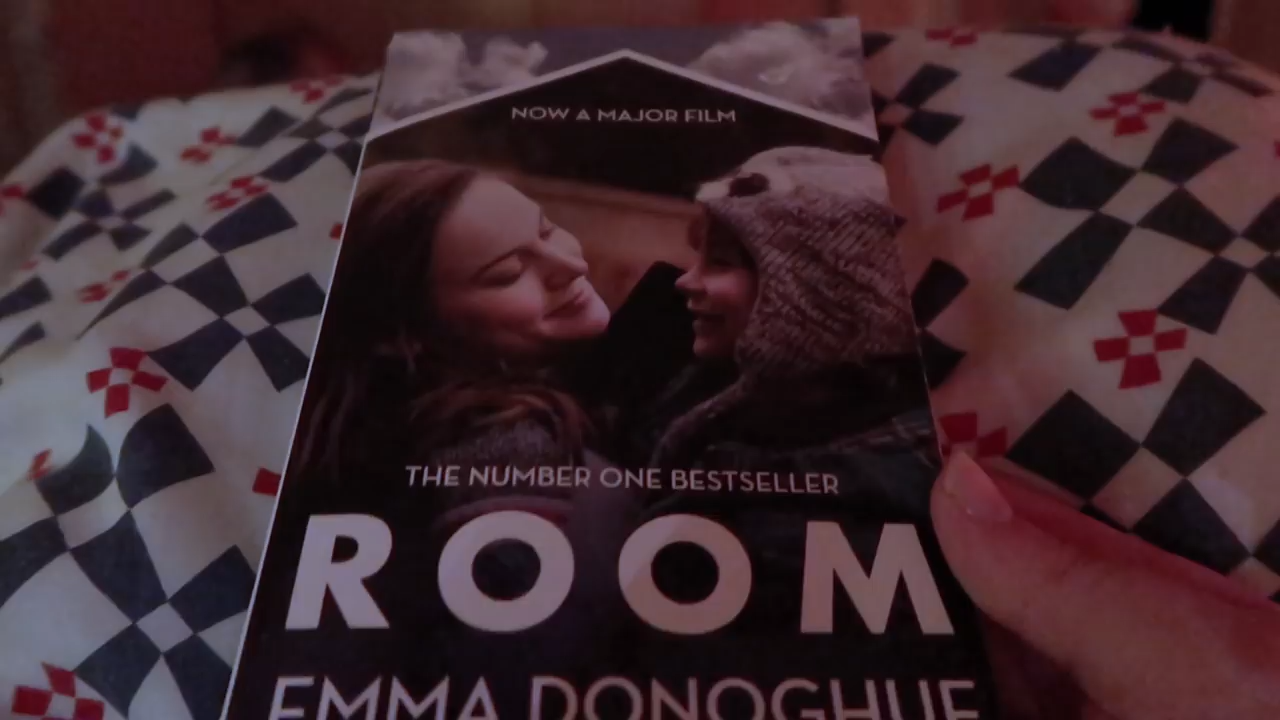 NOW A MAJOR FILM
THE NUMBER ONE BESTSELLER
ROOM
EMMA DONOGHUE